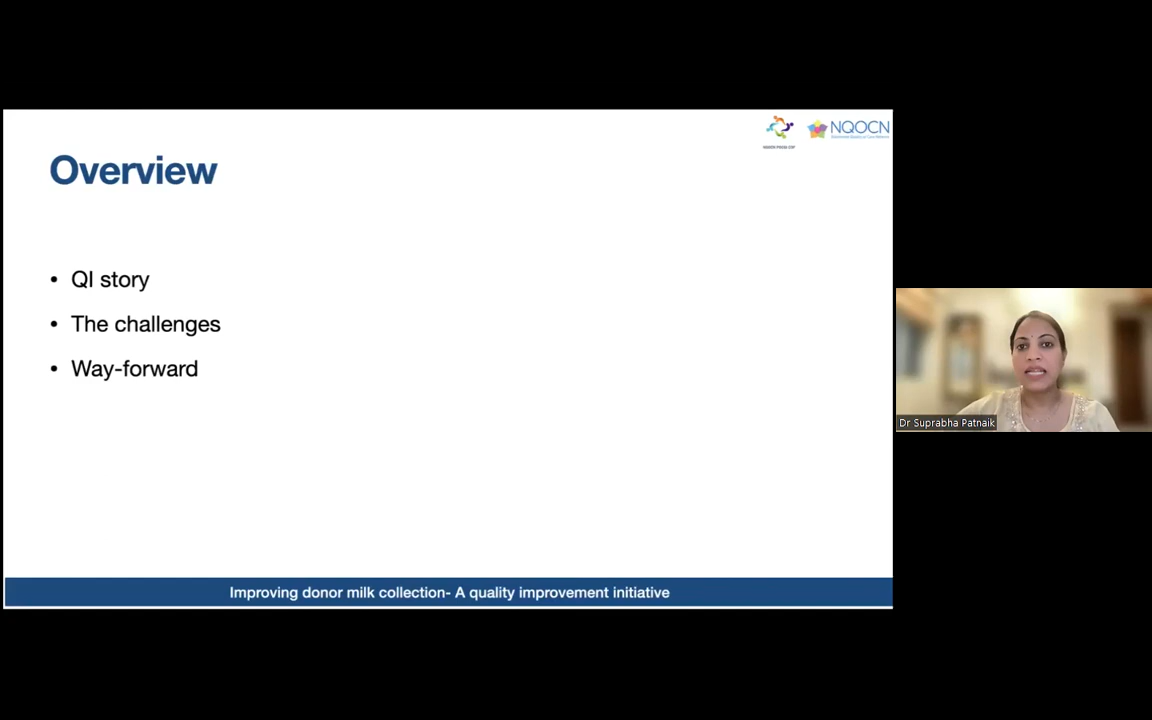 NQOCN
Overview
• QI story
• The challenges
• Way-forward
Dr Suprabha Patnaik
Improving donor milk collection- A quality improvement initiative